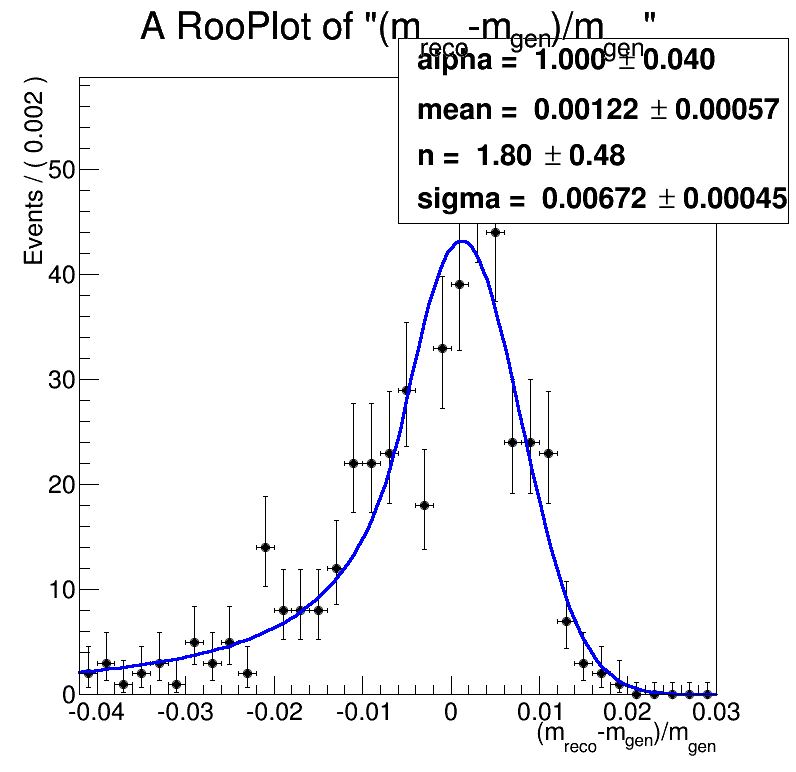 A RooPlot of "(m_reco-m_gen)/m_gen"
alpha = 1.000 ± 0.040
mean = 0.00122 ± 0.00057
n = 1.80 ± 0.48
sigma = 0.00672 ± 0.00045
Events / ( 0.002 )
50
40
30
20
10
0
-0.04 -0.03 -0.02 -0.01 0 0.01 0.02 0.03
(m_reco-m_gen)/m_gen